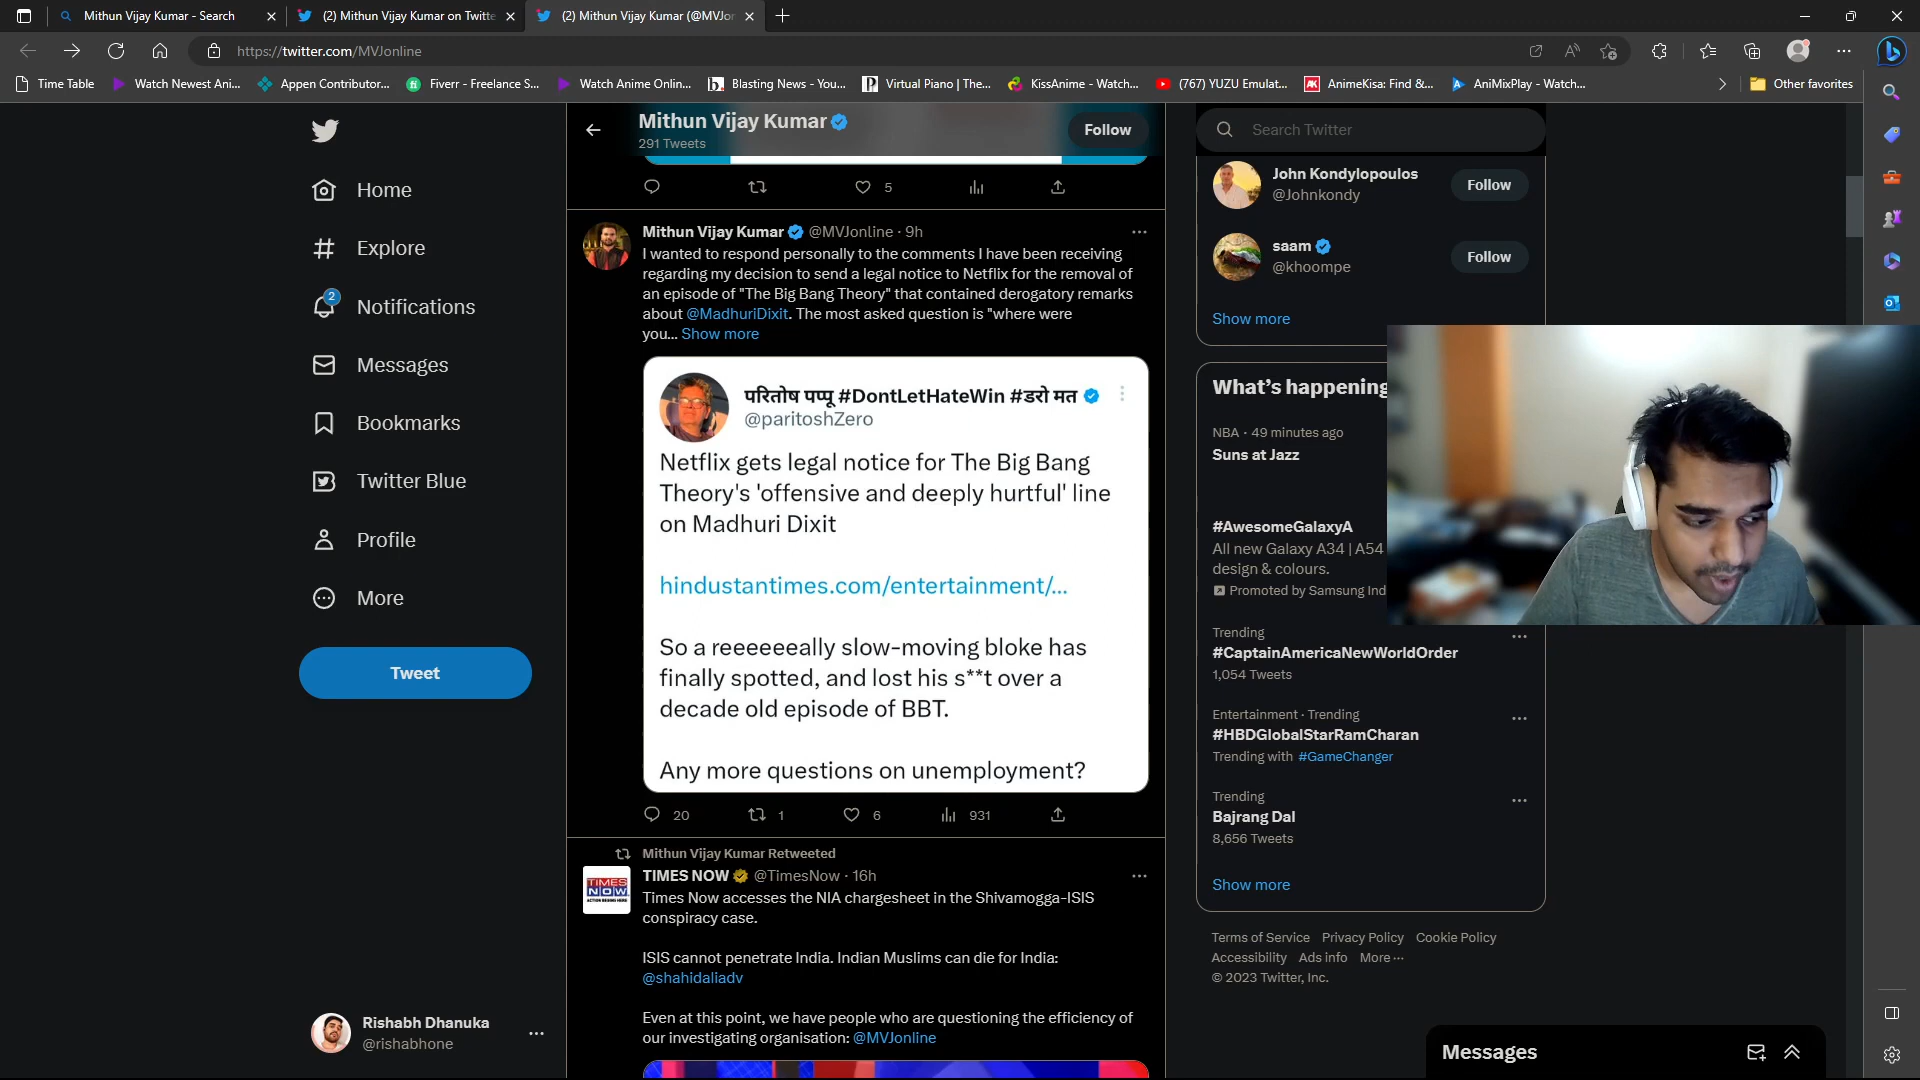 Mithun Vijay Kumar - Search
(2) Mithun Vijay Kumar on Twitte
(2) Mithun Vijay Kumar (@MVJor
https://twitter.com/MVJonline
Time Table
Watch Newest Ani...
Appen Contributor...
Fiverr - Freelance S...
Watch Anime Online,...
b.
Blasting News - You...
Virtual Piano | The...
KissAnime - Watch...
(767) YUZU Emulat...
AK
AnimeKisa: Find &...
AniMixPlay - Watch...
Other favorites
Home
Explore
2
Notifications
Messages
Bookmarks
Twitter Blue
Profile
More
Tweet
Rishabh Dhanuka
@rishabhone
Mithun Vijay Kumar
291 Tweets
Follow
5
Mithun Vijay Kumar @MVJonline · 9h
I wanted to respond personally to the comments I have been receiving
regarding my decision to send a legal notice to Netflix for the removal of
an episode of "The Big Bang Theory" that contained derogatory remarks
about @MadhuriDixit. The most asked question is "where were
you... Show more
परितोष पप्पू #DontLetHateWin #डरो मत
@paritoshZero
Netflix gets legal notice for The Big Bang
Theory's 'offensive and deeply hurtful' line
on Madhuri Dixit
hindustantimes.com/entertainment/...
So a reeeeeeally slow-moving bloke has
finally spotted, and lost his s**t over a
decade old episode of BBT.
Any more questions on unemployment?
20 1 6 931
Mithun Vijay Kumar Retweeted
TIMES NOW
TIMES NOW @TimesNow · 16h
Times Now accesses the NIA chargesheet in the Shivamogga-ISIS
conspiracy case.
ISIS cannot penetrate India. Indian Muslims can die for India:
@shahidaliadv
Even at this point, we have people who are questioning the efficiency of
our investigating organisation: @MVJonline
Search Twitter
John Kondylopoulos
@Johnkondy
Follow
saam
@khoompe
Follow
Show more
What's happening
NBA · 49 minutes ago
Suns at Jazz
#AwesomeGalaxyA
All new Galaxy A34 | A54
design & colours.
Promoted by Samsung Ind
Trending
#CaptainAmericaNewWorldOrder
1,054 Tweets
Entertainment · Trending
#HBDGlobalStarRamCharan
Trending with #GameChanger
Trending
Bajrang Dal
8,656 Tweets
Show more
Terms of Service Privacy Policy Cookie Policy
Accessibility Ads info More ···
© 2023 Twitter, Inc.
Messages